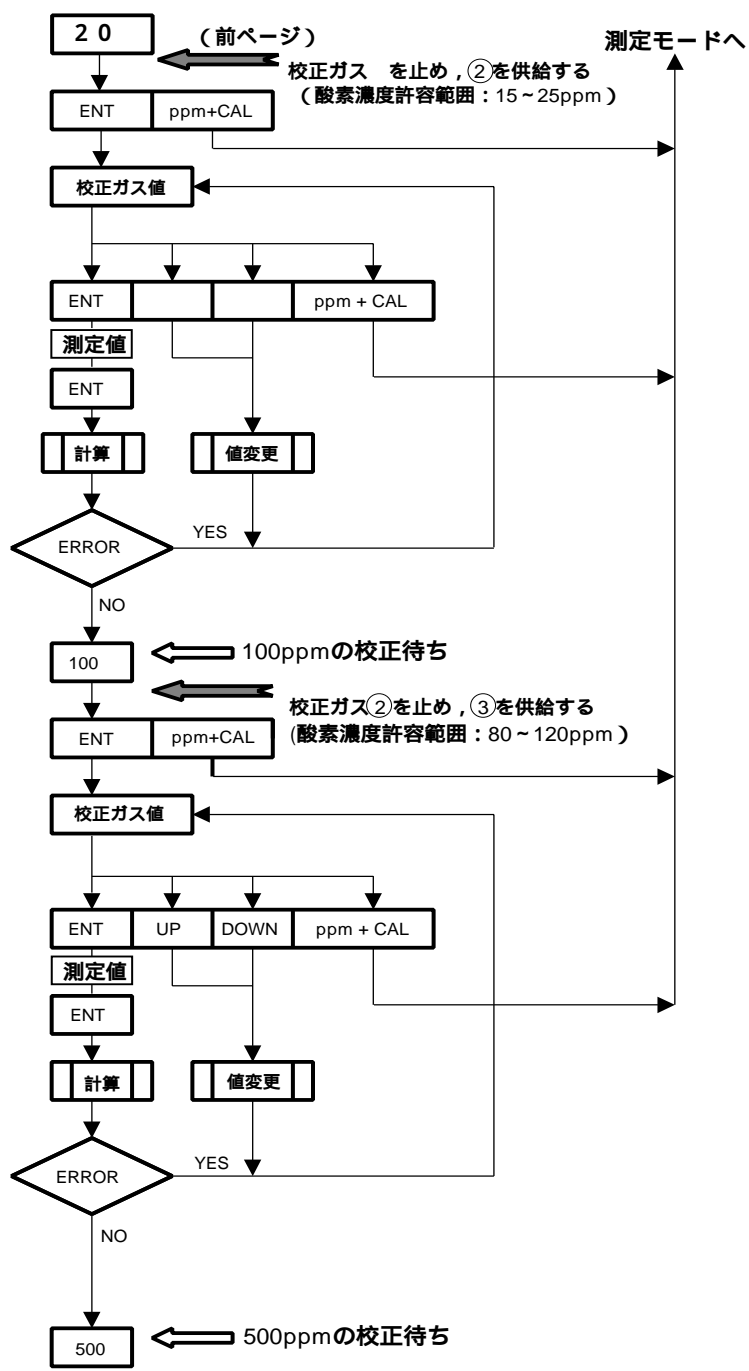 20 （前ページ）
測定モードへ
校正ガス　を止め，②を供給する
（酸素濃度許容範囲：15～25ppm）
ENT ppm+CAL
校正ガス値
ENT ppm + CAL
測定値
ENT
計算 値変更
ERROR YES
NO
100 100ppmの校正待ち
校正ガス②を止め，③を供給する
(酸素濃度許容範囲：80～120ppm）
ENT ppm+CAL
校正ガス値
ENT UP DOWN ppm + CAL
測定値
ENT
計算 値変更
ERROR YES
NO
500 500ppmの校正待ち